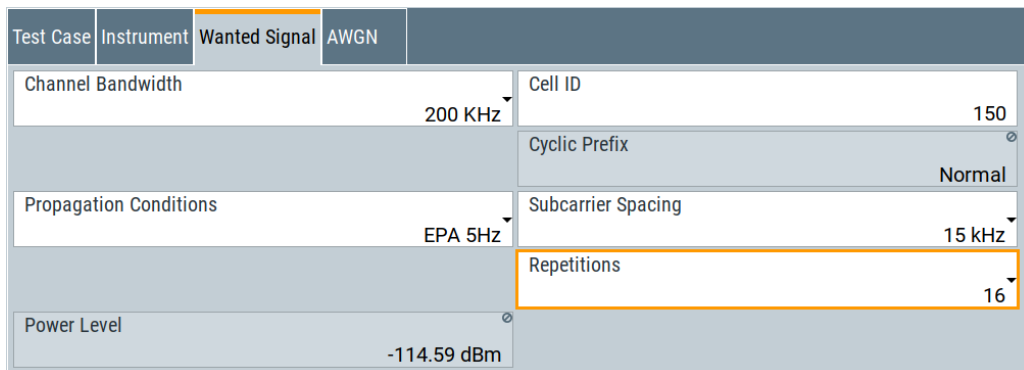 Test Case Instrument Wanted Signal AWGN
Channel Bandwidth
200 KHz
Cell ID
150
Cyclic Prefix
Normal
Propagation Conditions
EPA 5Hz
Subcarrier Spacing
15 kHz
Repetitions
16
Power Level
-114.59 dBm